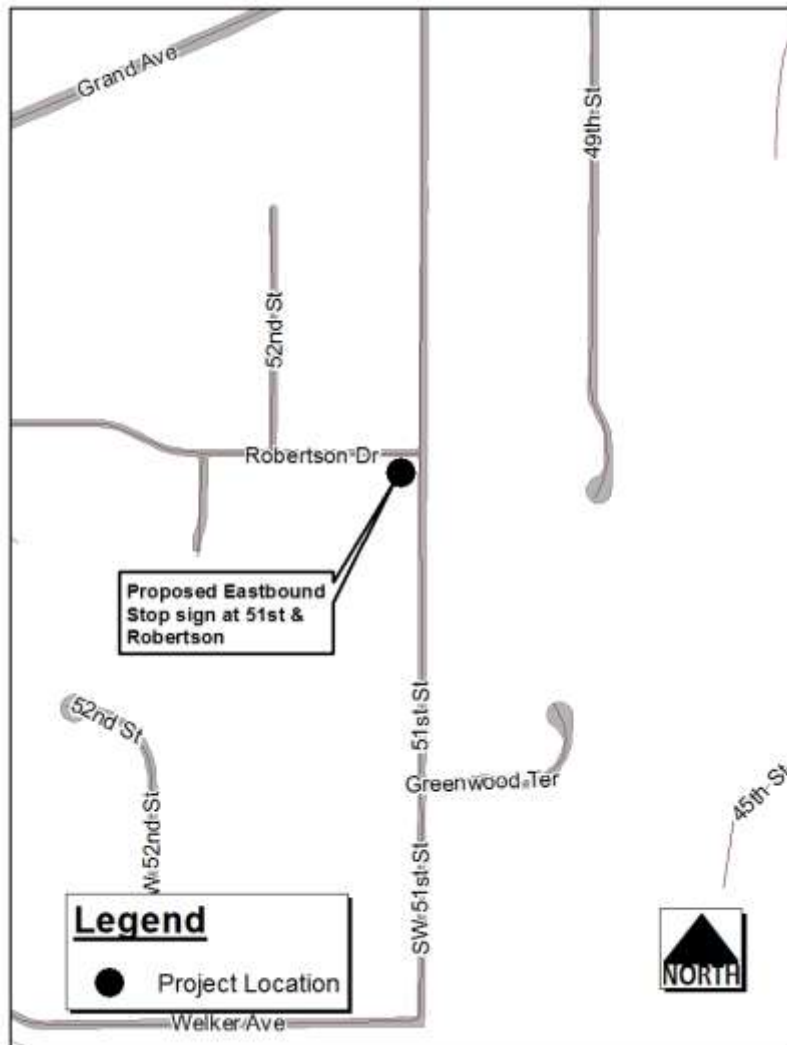 Grand Ave
49th St
52nd St
Robertson Dr
Proposed Eastbound
Stop sign at 51st &
Robertson
52nd St
51st St
Greenwood Ter
45th St
W 52nd St
SW 51st St
Legend
Project Location
NORTH
Welker Ave